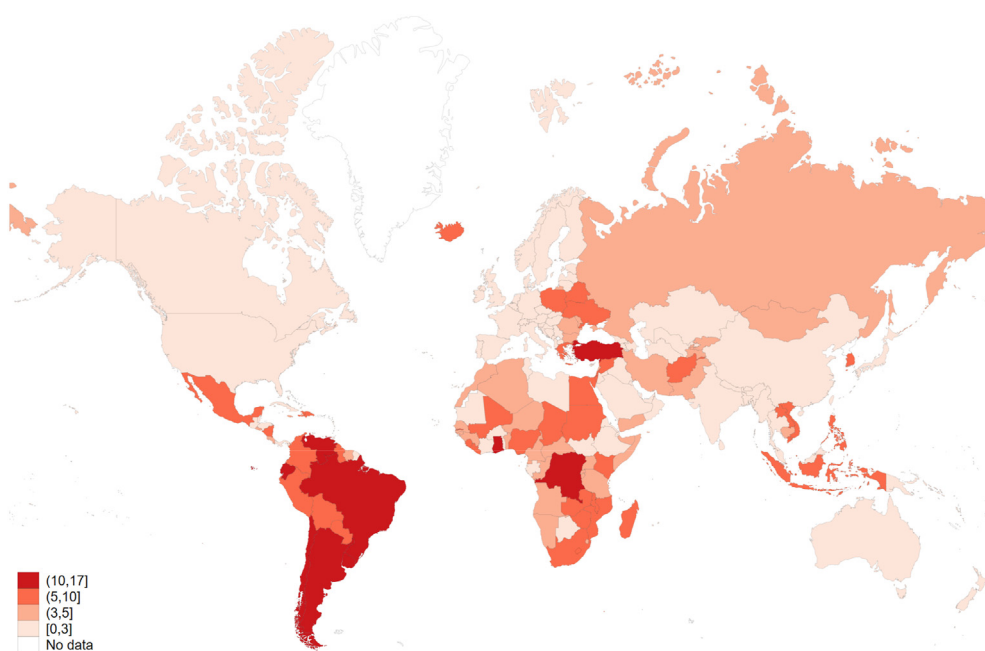 (10,17]
(5,10]
(3,5]
[0,3]
No data